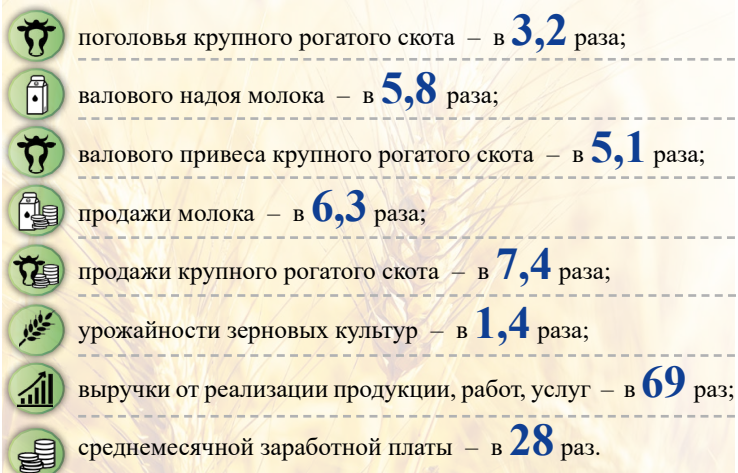 поголовья крупного рогатого скота – в 3,2 раза;
валового надоя молока – в 5,8 раза;
валового привеса крупного рогатого скота – в 5,1 раза;
продажи молока – в 6,3 раза;
продажи крупного рогатого скота – в 7,4 раза;
урожайности зерновых культур – в 1,4 раза;
выручки от реализации продукции, работ, услуг – в 69 раз;
среднемесячной заработной платы – в 28 раз.